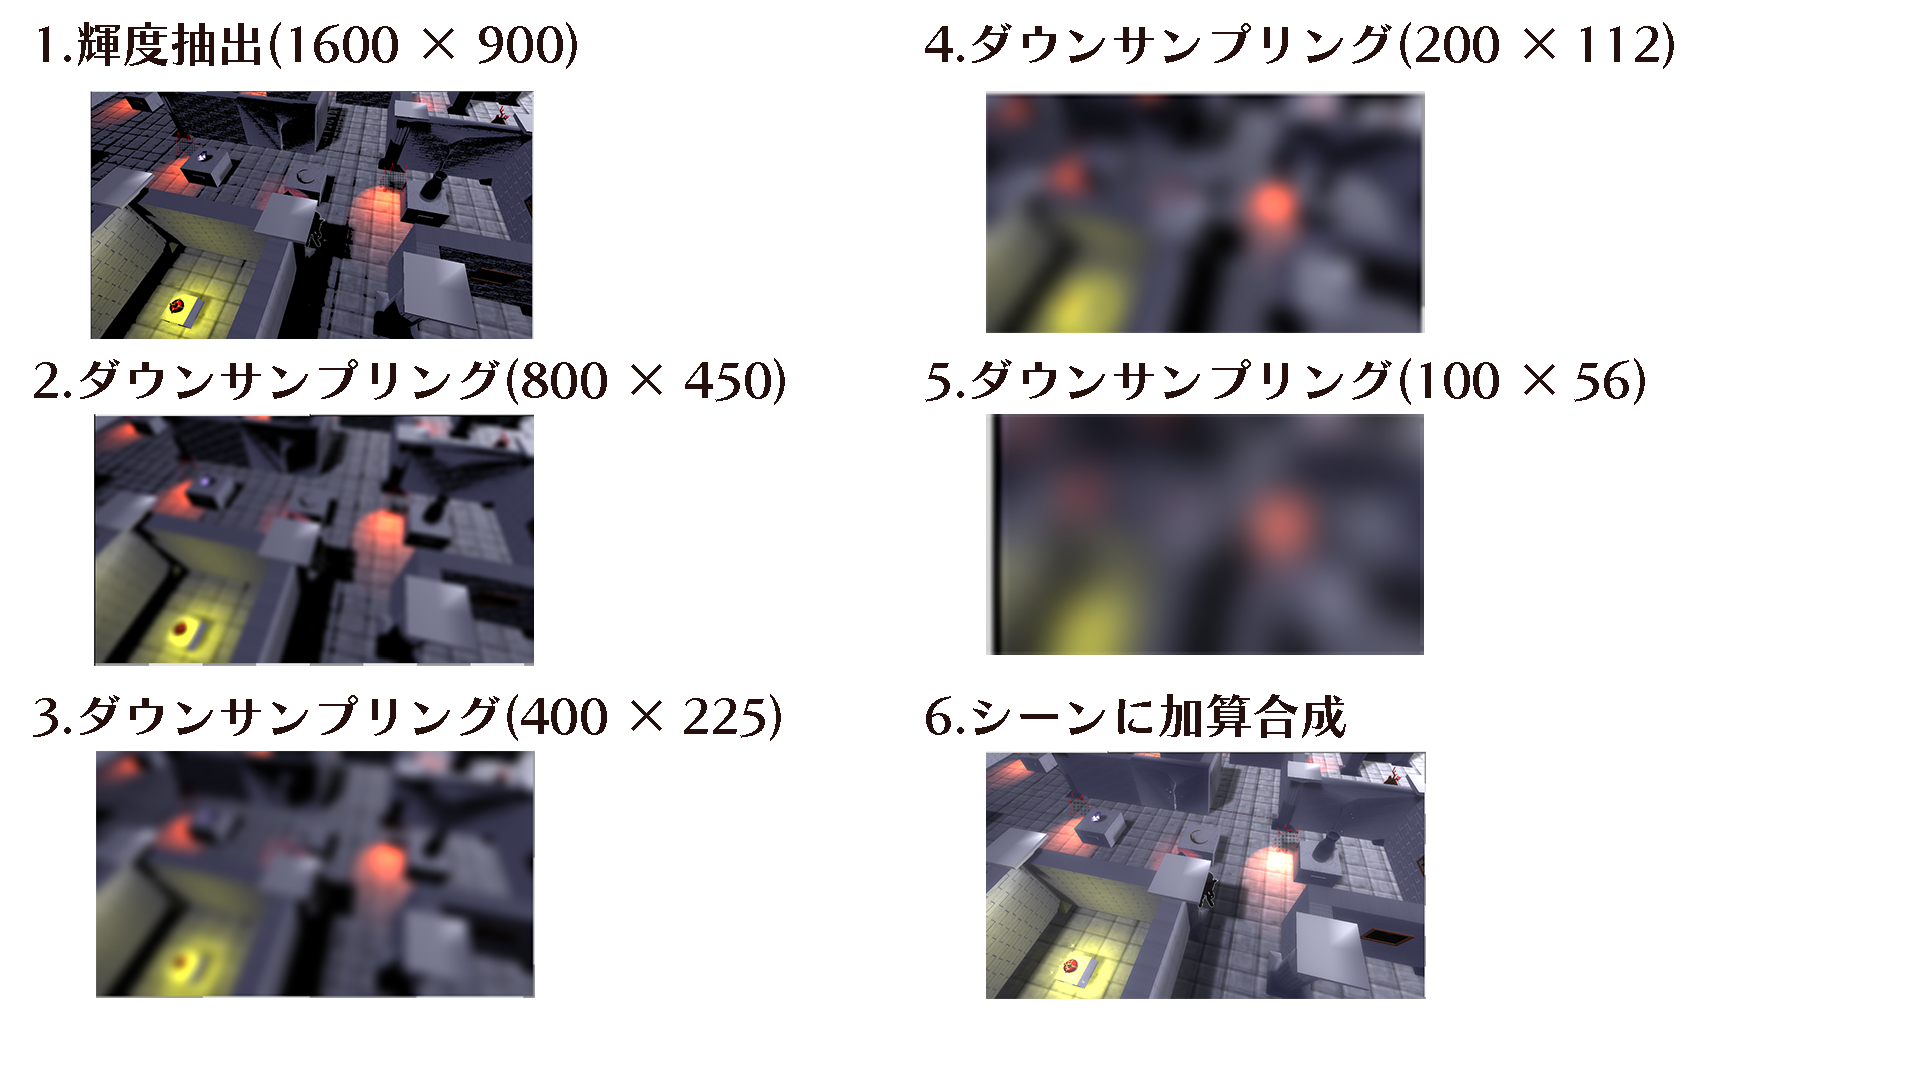 1.輝度抽出(1600 × 900)
2.ダウンサンプリング(800 × 450)
3.ダウンサンプリング(400 × 225)
4.ダウンサンプリング(200 × 112)
5.ダウンサンプリング(100 × 56)
6.シーンに加算合成